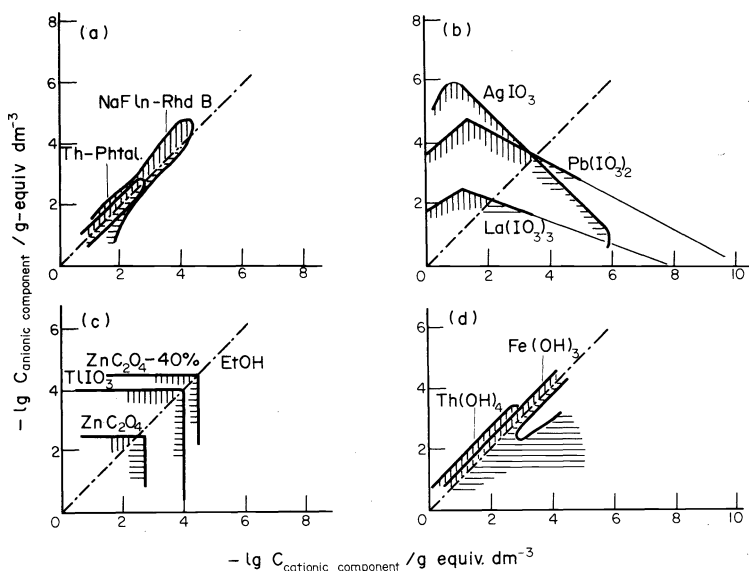 (a)
8
6
4
2
0
2
4
6
8
NaFln-Rhd B
Th-Phtal.
(b)
8
6
4
2
0
2
4
6
8
10
AgIO₃
Pb(IO₃)₂
La(IO₃)₃
(c)
6
4
2
0
2
4
6
8
ZnC₂O₄-40% EtOH
TlIO₃
ZnC₂O₄
(d)
6
4
2
0
2
4
6
8
10
Fe(OH)₃
Th(OH)₄
– lg C anionic component / g-equiv dm⁻³
– lg C cationic component / g equiv. dm⁻³